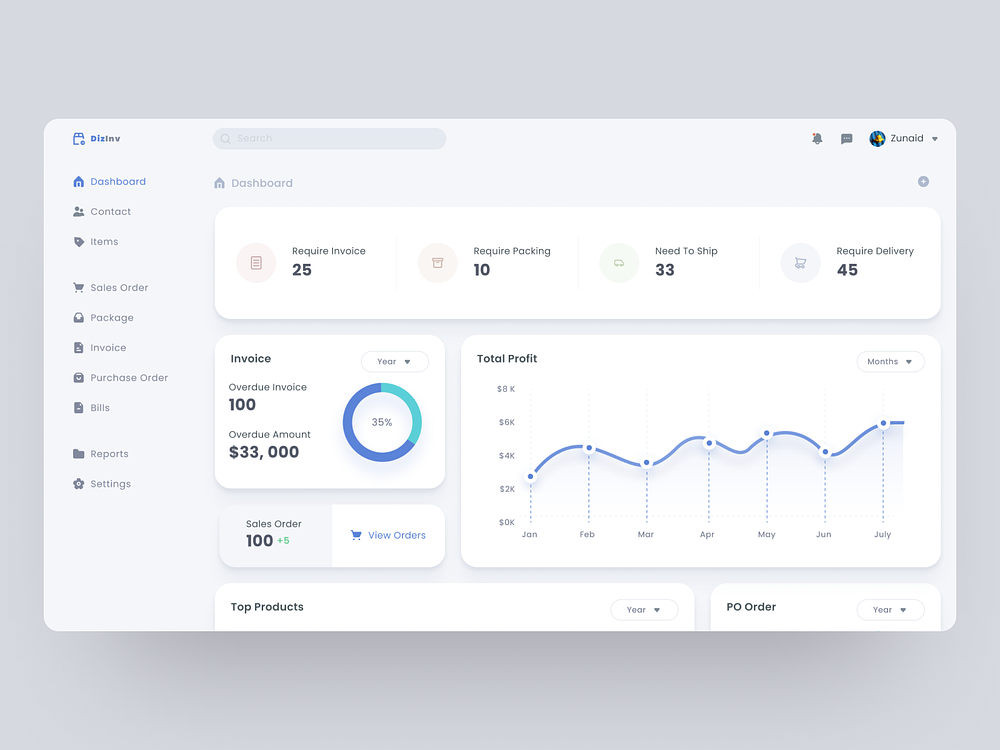 DizInv
Search
Zunaid
Dashboard
Contact
Items
Sales Order
Package
Invoice
Purchase Order
Bills
Reports
Settings
Dashboard
Require Invoice
25
Require Packing
10
Need To Ship
33
Require Delivery
45
Invoice
Year
Overdue Invoice
100
Overdue Amount
$33, 000
35%
Sales Order
100 +5
View Orders
Total Profit
Months
$8 K
$6K
$4K
$2K
$0K
Jan Feb Mar Apr May Jun July
Top Products
Year
PO Order
Year